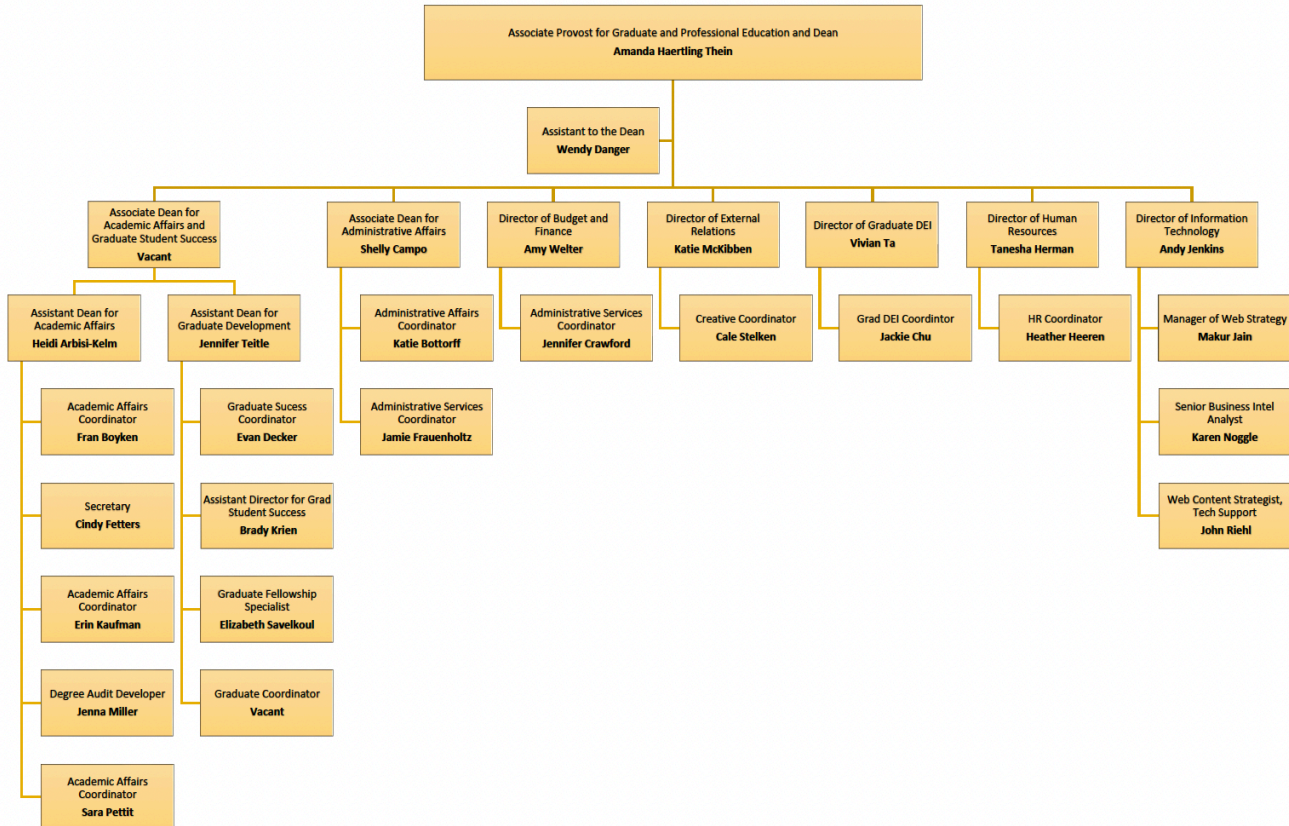 Associate Provost for Graduate and Professional Education and Dean
Amanda Haertling Thein
Assistant to the Dean
Wendy Danger
Associate Dean for
Academic Affairs and
Graduate Student Success
Vacant
Associate Dean for
Administrative Affairs
Shelly Campo
Director of Budget and
Finance
Amy Welter
Director of External
Relations
Katie McKibben
Director of Graduate DEI
Vivian Ta
Director of Human
Resources
Tanesha Herman
Director of Information
Technology
Andy Jenkins
Assistant Dean for
Academic Affairs
Heidi Arbisi-Kelm
Assistant Dean for
Graduate Development
Jennifer Teitle
Administrative Affairs
Coordinator
Katie Bottorff
Administrative Services
Coordinator
Jennifer Crawford
Creative Coordinator
Cale Stelken
Grad DEI Coordintor
Jackie Chu
HR Coordinator
Heather Heeren
Manager of Web Strategy
Makur Jain
Academic Affairs
Coordinator
Fran Boyken
Graduate Sucess
Coordinator
Evan Decker
Administrative Services
Coordinator
Jamie Frauenholtz
Senior Business Intel
Analyst
Karen Noggle
Secretary
Cindy Fetters
Assistant Director for Grad
Student Success
Brady Krien
Web Content Strategist,
Tech Support
John Riehl
Academic Affairs
Coordinator
Erin Kaufman
Graduate Fellowship
Specialist
Elizabeth Savelkoul
Degree Audit Developer
Jenna Miller
Graduate Coordinator
Vacant
Academic Affairs
Coordinator
Sara Pettit